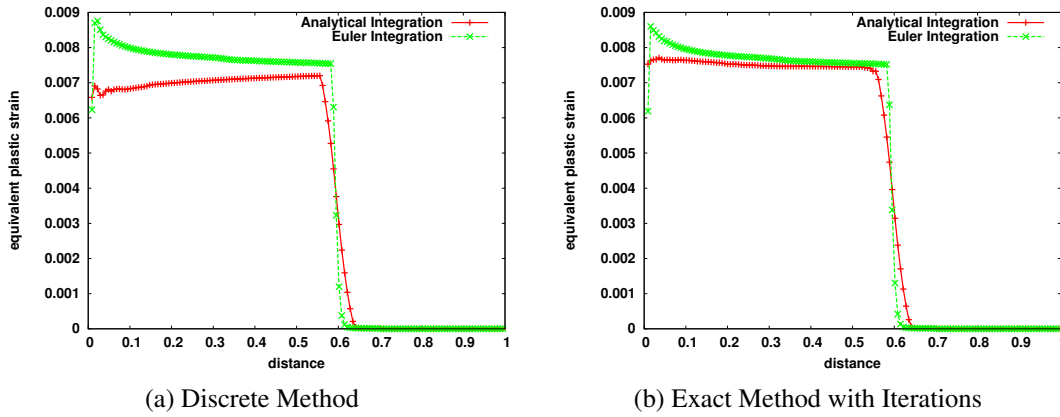 Analytical Integration
Euler Integration
0.009
0.008
0.007
0.006
0.005
0.004
0.003
0.002
0.001
0
equivalent plastic strain
0 0.1 0.2 0.3 0.4 0.5 0.6 0.7 0.8 0.9 1
distance
(a) Discrete Method
Analytical Integration
Euler Integration
0.009
0.008
0.007
0.006
0.005
0.004
0.003
0.002
0.001
0
equivalent plastic strain
0 0.1 0.2 0.3 0.4 0.5 0.6 0.7 0.8 0.9 1
distance
(b) Exact Method with Iterations